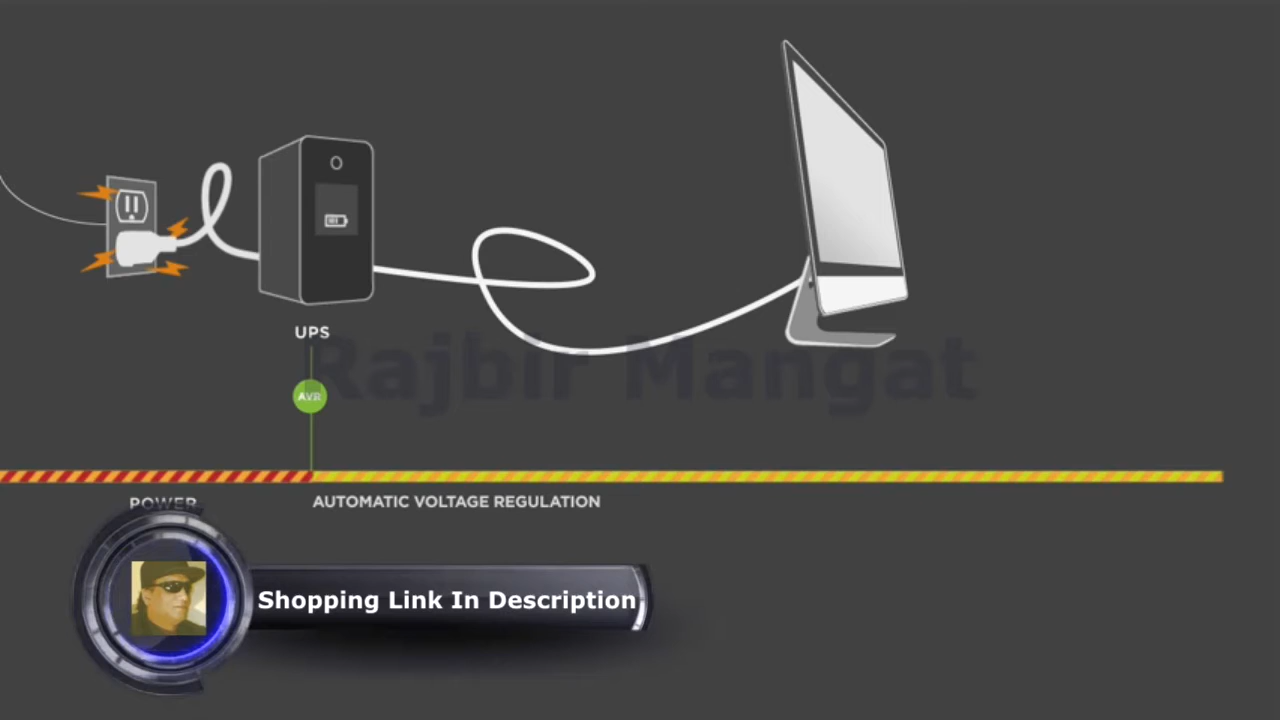 UPS
Rajbir Mangat
AVR
POWER
AUTOMATIC VOLTAGE REGULATION
Shopping Link In Description